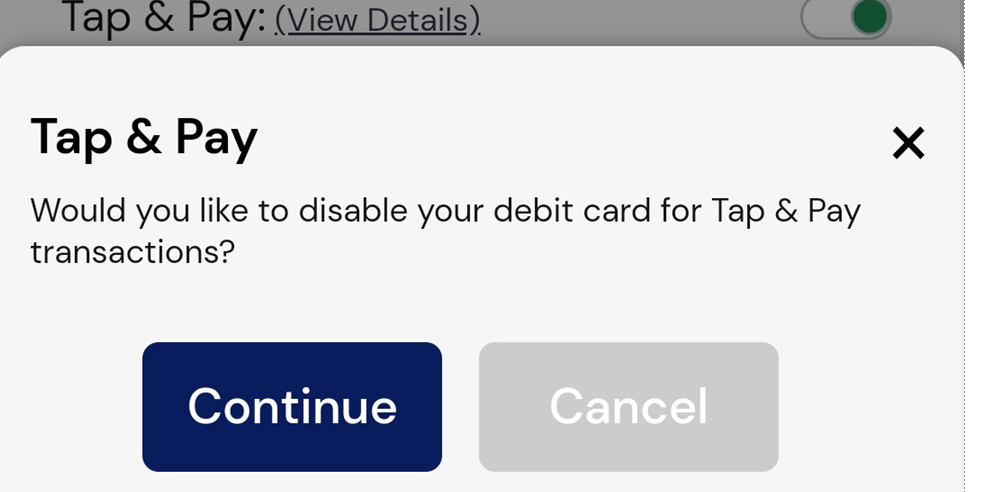 Tap & Pay: (View Details)
Tap & Pay
Would you like to disable your debit card for Tap & Pay
transactions?
Continue
Cancel